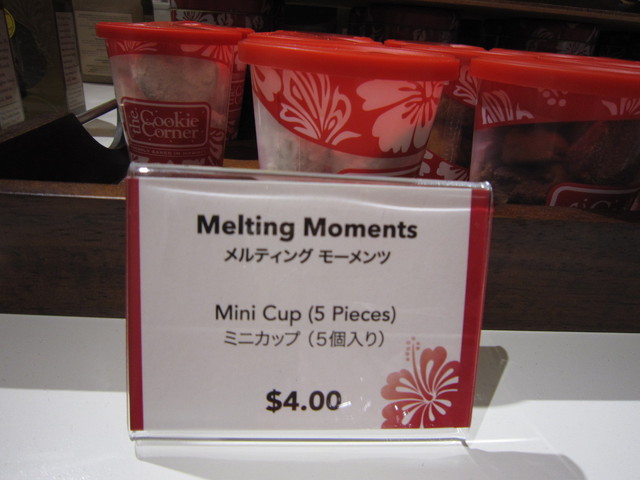 the Cookie
Corner
Melting Moments
メルティング モーメンツ
Mini Cup (5 Pieces)
ミニカップ（5個入り）
$4.00